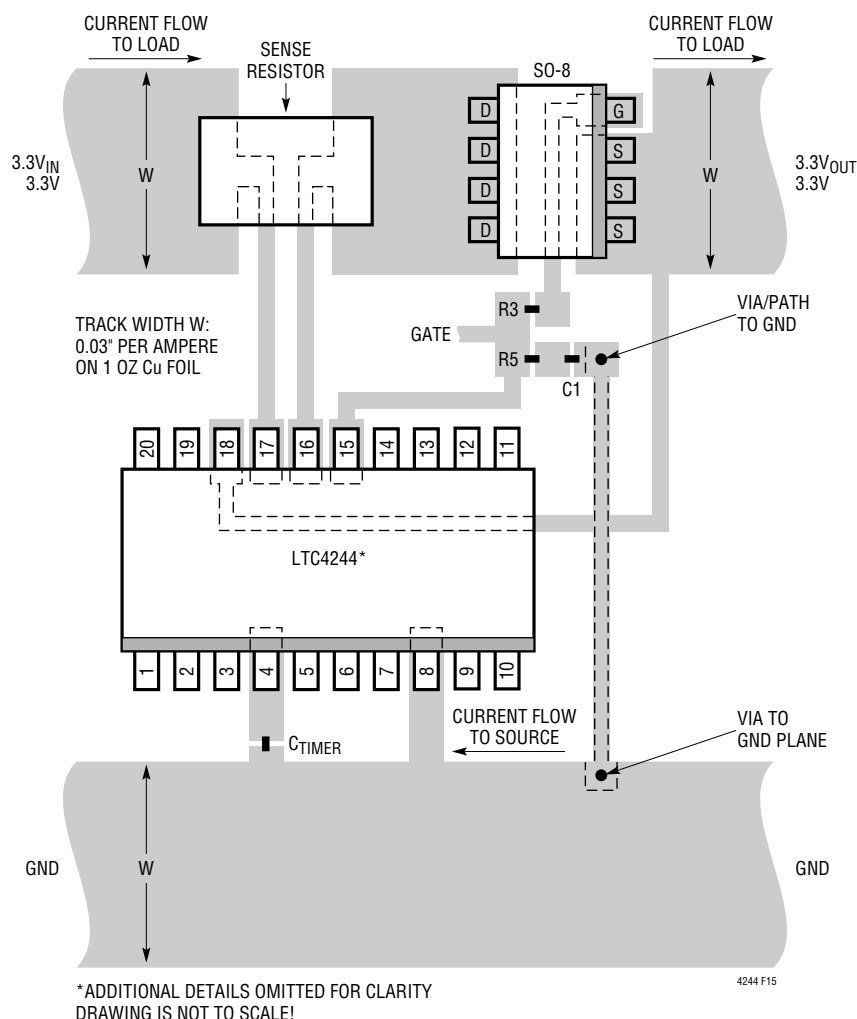 CURRENT FLOW
TO LOAD
SENSE
RESISTOR
SO-8
CURRENT FLOW
TO LOAD
D
D
D
D
G
S
S
S
3.3VIN
3.3V
W
W
3.3VOUT
3.3V
TRACK WIDTH W:
0.03" PER AMPERE
ON 1 OZ Cu FOIL
GATE
R3
R5
C1
VIA/PATH
TO GND
20
19
18
17
16
15
14
13
12
11
LTC4244*
1
2
3
4
5
6
7
8
9
10
CTIMER
CURRENT FLOW
TO SOURCE
VIA TO
GND PLANE
GND
W
GND
*ADDITIONAL DETAILS OMITTED FOR CLARITY
DRAWING IS NOT TO SCALE!
4244 F15